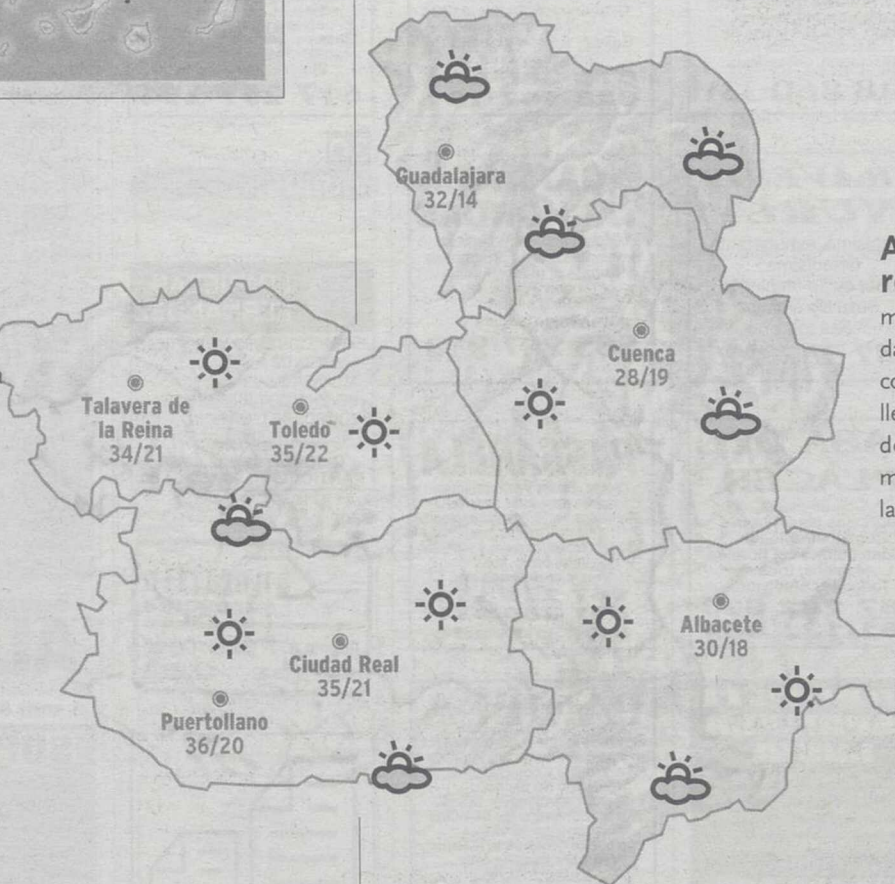 Guadalajara
32/14
Cuenca
28/19
Talavera de
la Reina
34/21
Toledo
35/22
Albacete
30/18
Ciudad Real
35/21
Puertollano
36/20